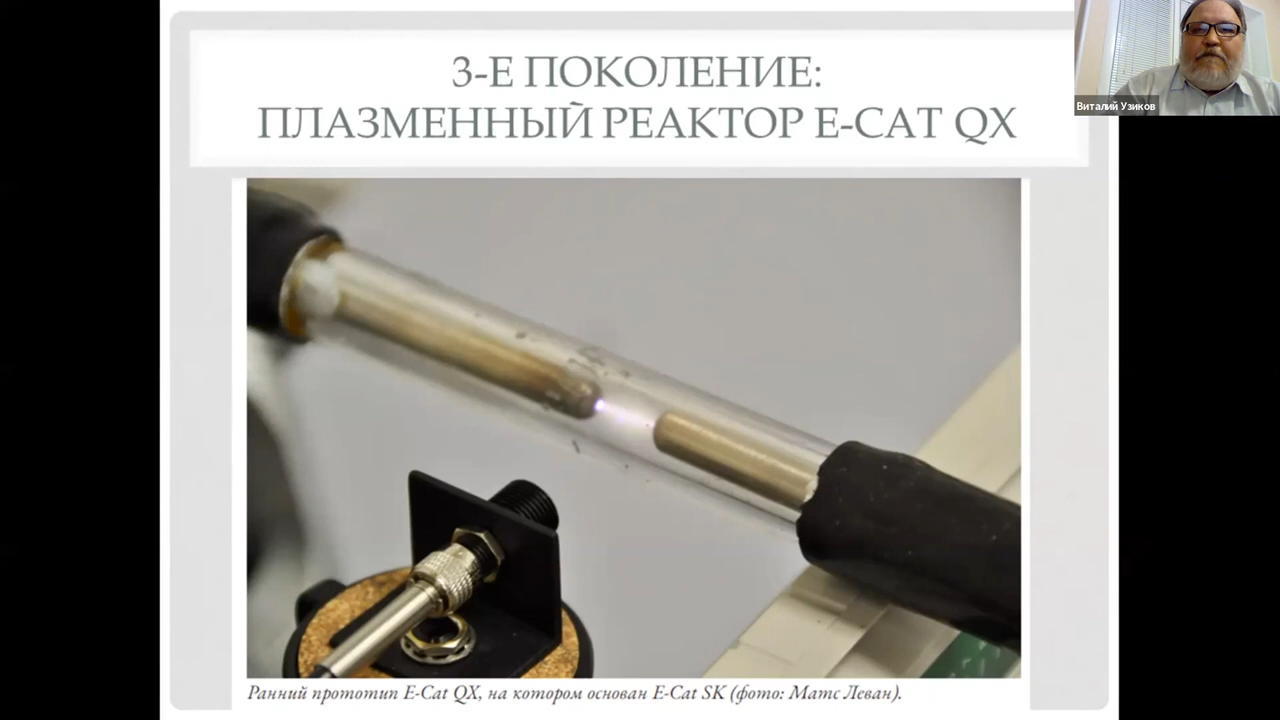 3-Е ПОКОЛЕНИЕ:
ПЛАЗМЕННЫЙ РЕАКТОР E-CAT QX
Виталий Узиков
Ранний прототип E-Cat QX, на котором основан E-Cat SK (фото: Матс Леван).